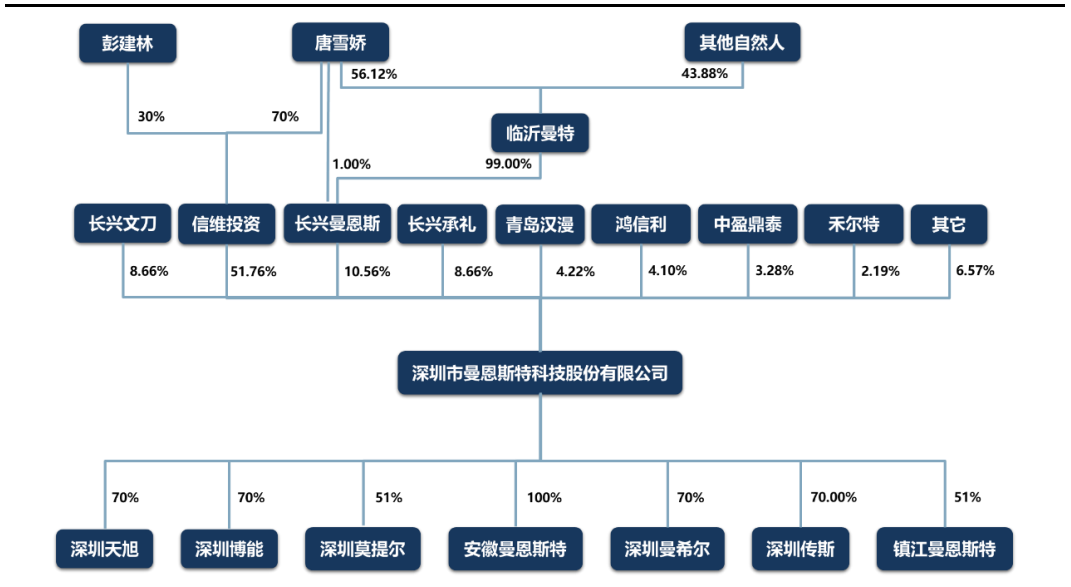 彭建林
唐雪娇
其他自然人
56.12%
43.88%
30%
70%
临沂曼特
1.00%
99.00%
长兴文刀
信维投资
长兴曼恩斯
长兴承礼
青岛汉漫
鸿信利
中盈鼎泰
禾尔特
其它
8.66%
51.76%
10.56%
8.66%
4.22%
4.10%
3.28%
2.19%
6.57%
深圳市曼恩斯特科技股份有限公司
70%
70%
51%
100%
70%
70.00%
51%
深圳天旭
深圳博能
深圳莫提尔
安徽曼恩斯特
深圳曼希尔
深圳传斯
镇江曼恩斯特